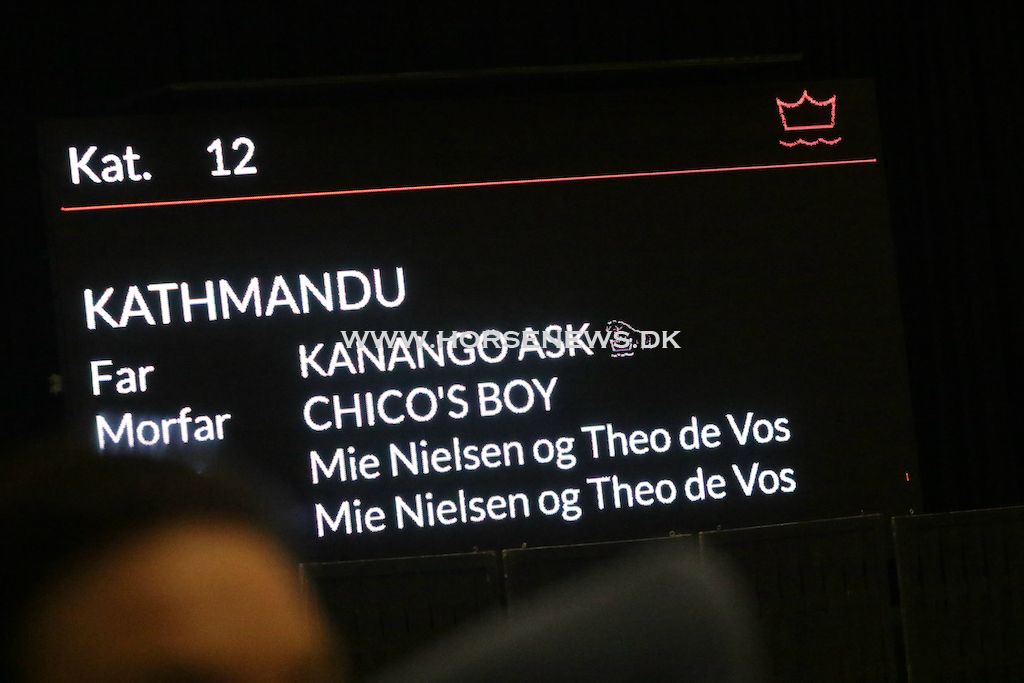 Kat. 12
KATHMANDU
Far KANANGO ASK
WWW.HORSENEWS.DK
Morfar CHICO'S BOY
Mie Nielsen og Theo de Vos
Mie Nielsen og Theo de Vos